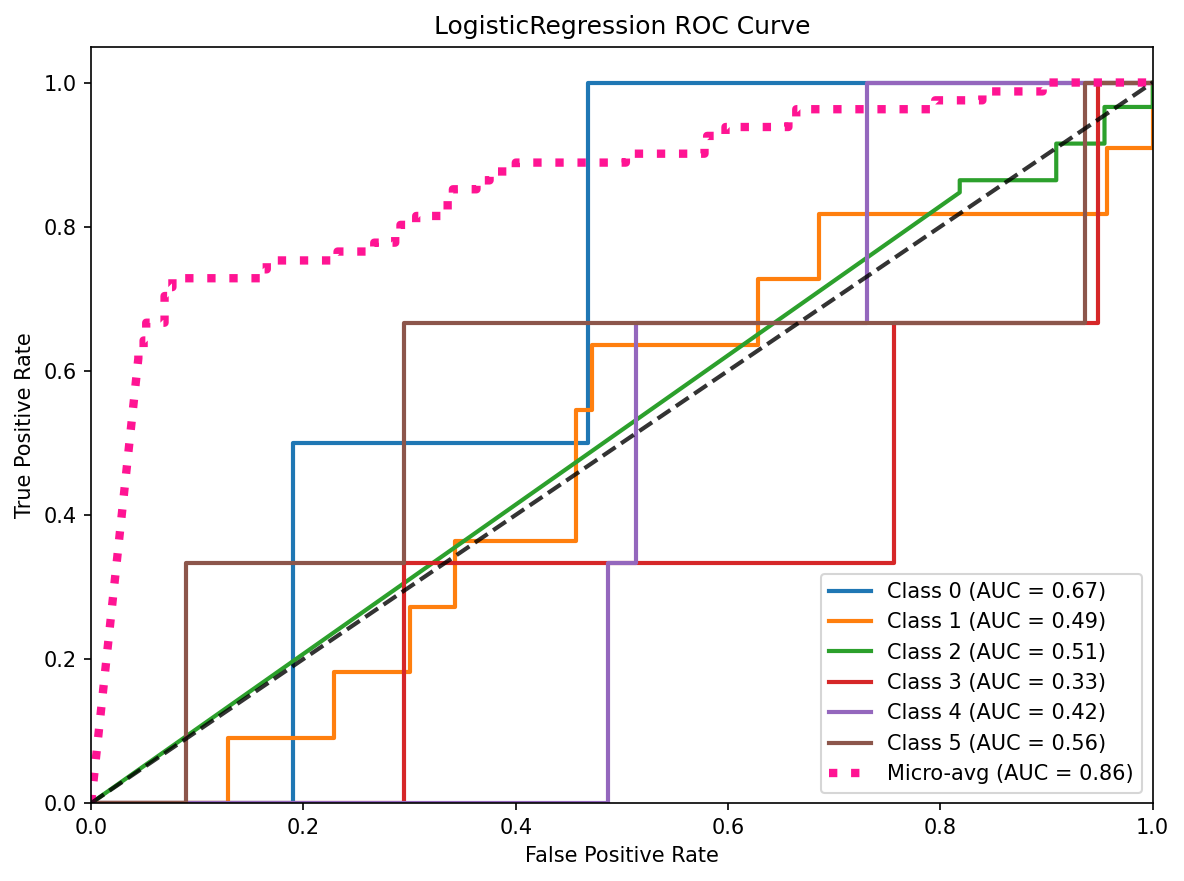 LogisticRegression ROC Curve
True Positive Rate
1.0
0.8
0.6
0.4
0.2
0.0
Class 0 (AUC = 0.67)
Class 1 (AUC = 0.49)
Class 2 (AUC = 0.51)
Class 3 (AUC = 0.33)
Class 4 (AUC = 0.42)
Class 5 (AUC = 0.56)
Micro-avg (AUC = 0.86)
0.0 0.2 0.4 0.6 0.8 1.0
False Positive Rate